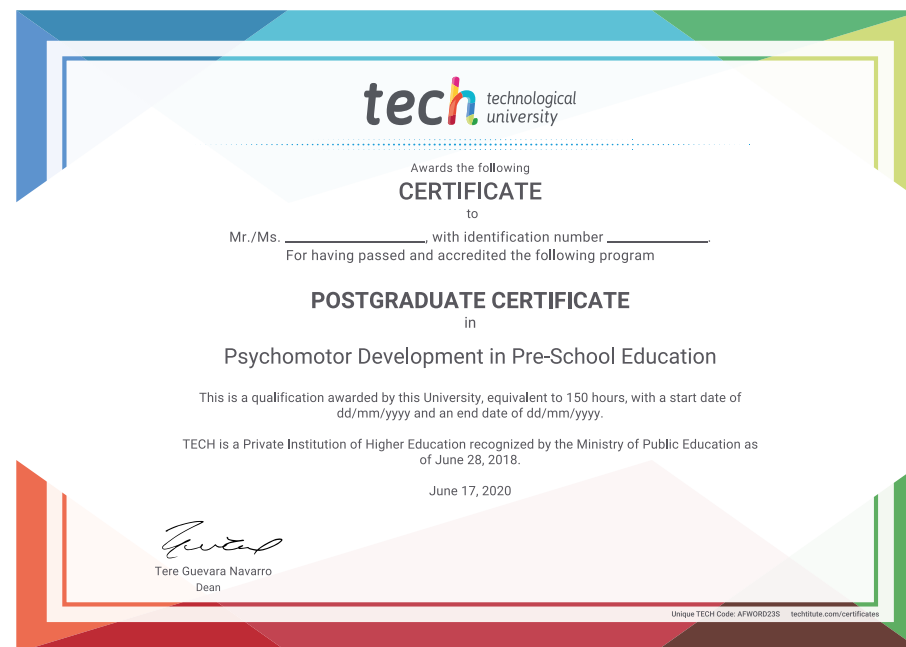 tech technological
university
Awards the following
CERTIFICATE
to
Mr./Ms. ____________________, with identification number __________________.
For having passed and accredited the following program
POSTGRADUATE CERTIFICATE
in
Psychomotor Development in Pre-School Education
This is a qualification awarded by this University, equivalent to 150 hours, with a start date of
dd/mm/yyyy and an end date of dd/mm/yyyy.
TECH is a Private Institution of Higher Education recognized by the Ministry of Public Education as
of June 28, 2018.
June 17, 2020
Tere Guevara Navarro
Dean
Unique TECH Code: AFWORD23S techtitute.com/certificates